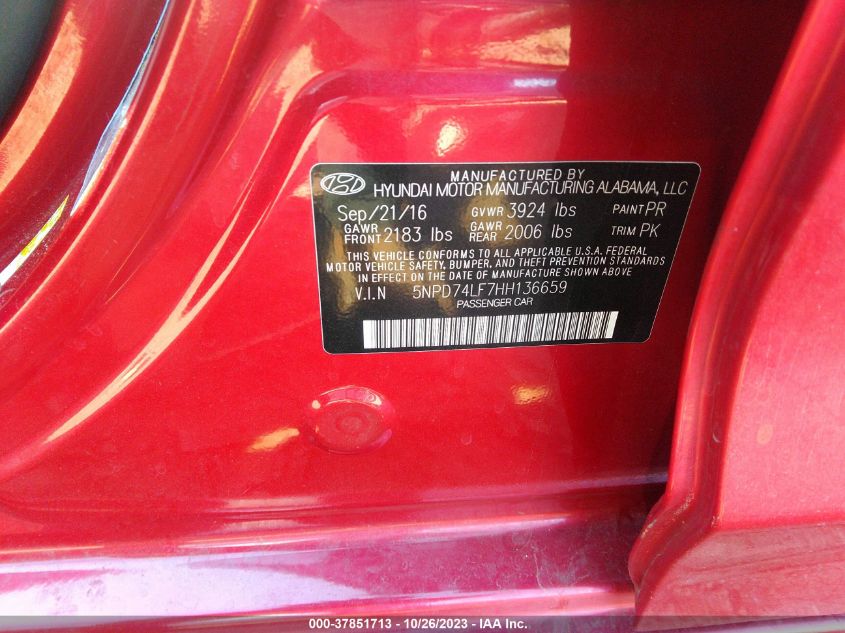 MANUFACTURED BY
HYUNDAI MOTOR MANUFACTURING ALABAMA, LLC
Sep/21/16 GVWR 3924 lbs PAINT PR
GAWR FRONT 2183 lbs GAWR REAR 2006 lbs TRIM PK
THIS VEHICLE CONFORMS TO ALL APPLICABLE U.S.A. FEDERAL
MOTOR VEHICLE SAFETY, BUMPER, AND THEFT PREVENTION STANDARDS
IN EFFECT ON THE DATE OF MANUFACTURE SHOWN ABOVE
V.I.N 5NPD74LF7HH136659
PASSENGER CAR
000-37851713 - 10/26/2023 - IAA Inc.